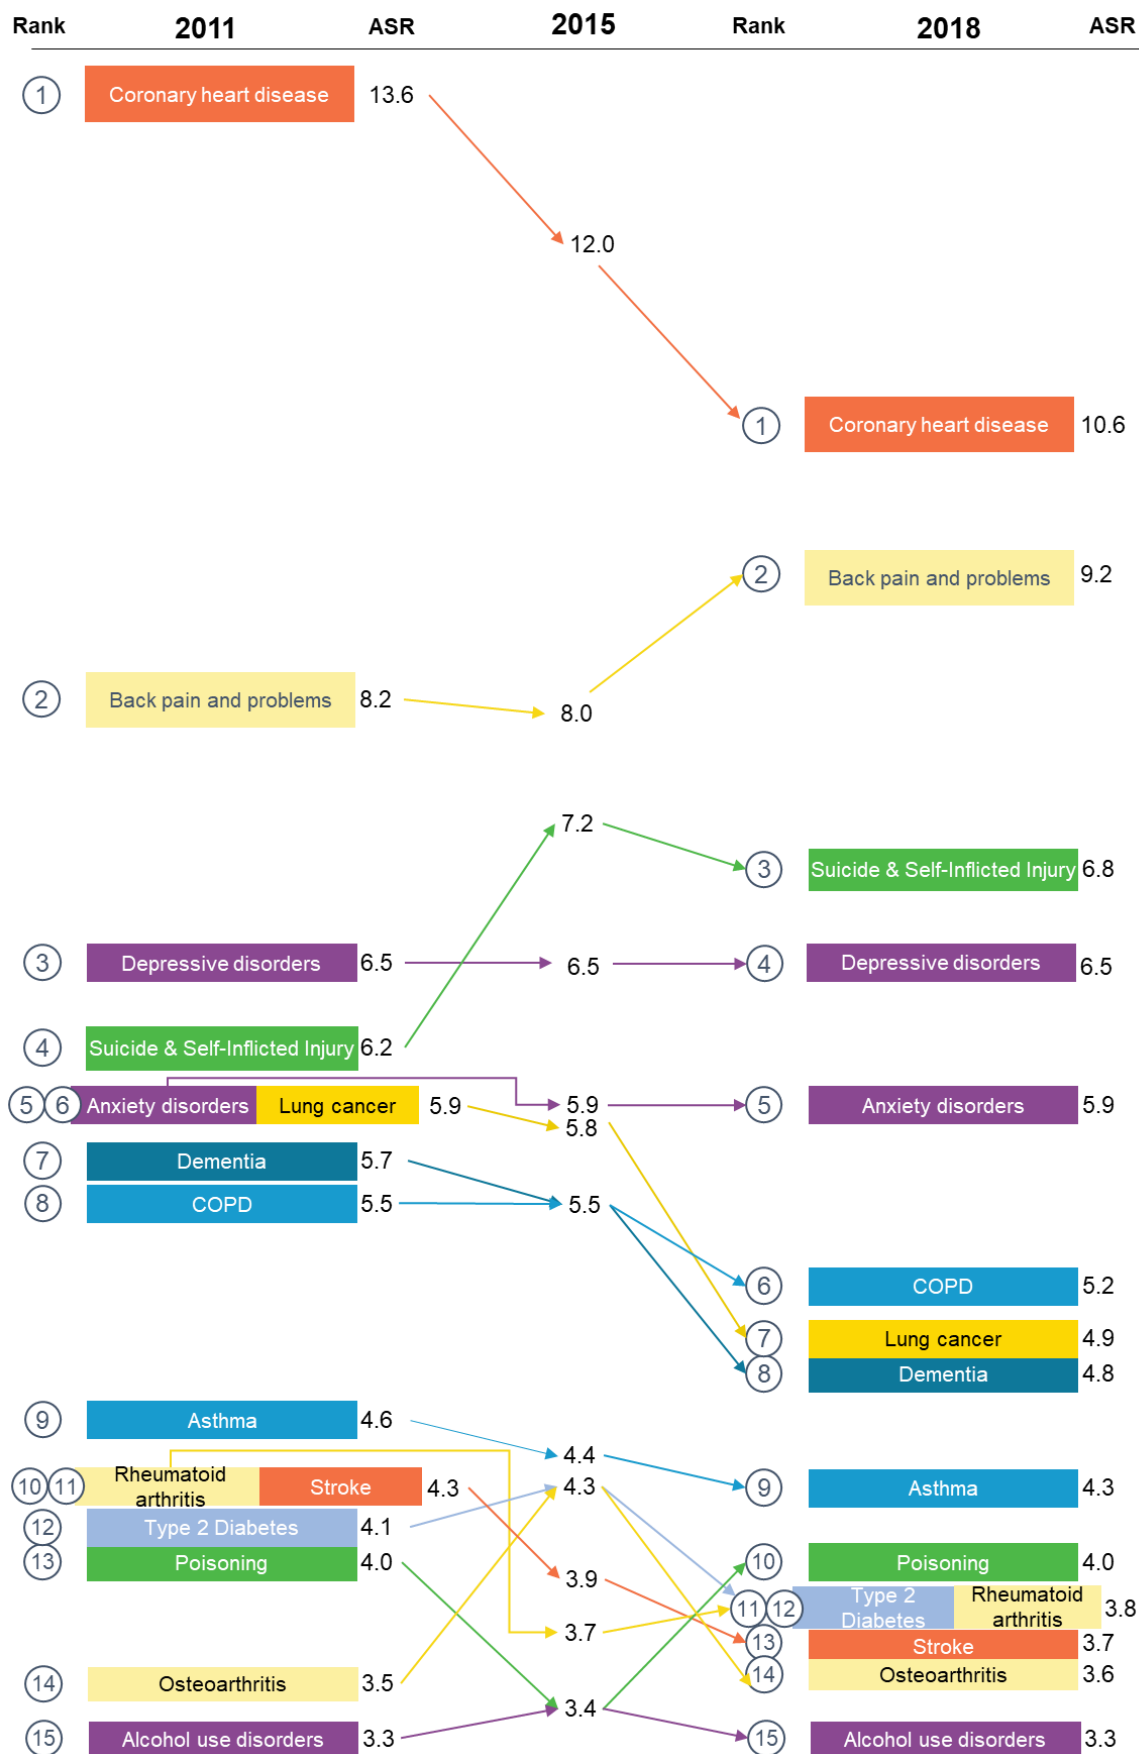 Rank 2011 ASR 2015 Rank 2018 ASR
1 Coronary heart disease 13.6
12.0
1 Coronary heart disease 10.6
2 Back pain and problems 9.2
2 Back pain and problems 8.2
8.0
7.2
3 Suicide & Self-Inflicted Injury 6.8
3 Depressive disorders 6.5 6.5 4 Depressive disorders 6.5
4 Suicide & Self-Inflicted Injury 6.2
5 6 Anxiety disorders Lung cancer 5.9 5.9 5 Anxiety disorders 5.9
5.8
7 Dementia 5.7
8 COPD 5.5 5.5
6 COPD 5.2
7 Lung cancer 4.9
8 Dementia 4.8
9 Asthma 4.6
4.4
10 11 Rheumatoid arthritis Stroke 4.3 4.3 9 Asthma 4.3
12 Type 2 Diabetes 4.1
13 Poisoning 4.0 10 Poisoning 4.0
3.9
11 12 Type 2 Diabetes Rheumatoid arthritis 3.8
3.7
13 Stroke 3.7
14 Osteoarthritis 3.5 14 Osteoarthritis 3.6
3.4
15 Alcohol use disorders 3.3 15 Alcohol use disorders 3.3